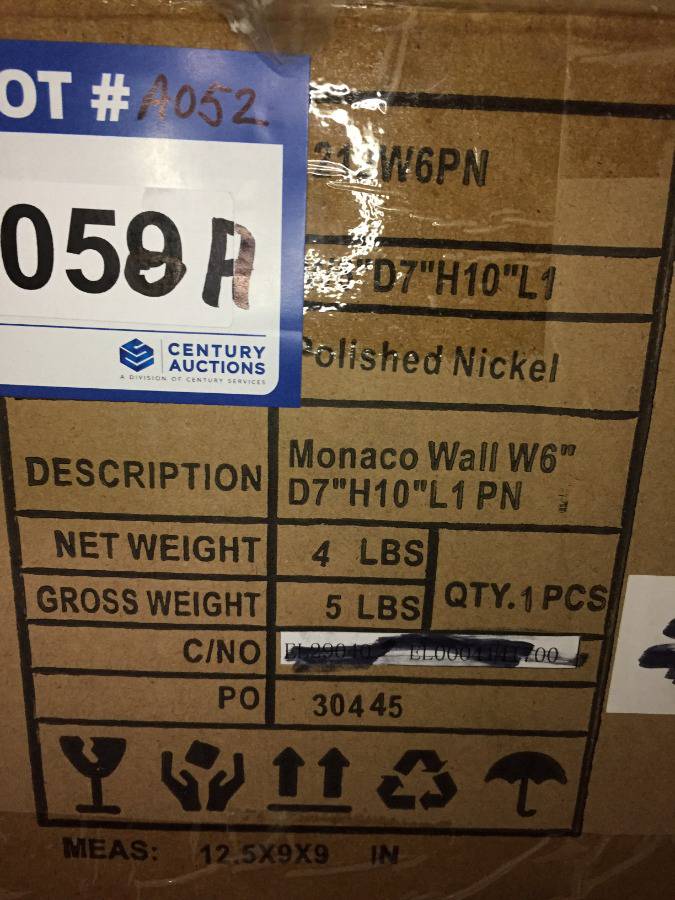 OT # A052
W6PN
059A
D7"H10"L1
Polished Nickel
CENTURY
AUCTIONS
A DIVISION OF CENTURY SERVICES
DESCRIPTION Monaco Wall W6"
D7"H10"L1 PN
NET WEIGHT 4 LBS
GROSS WEIGHT 5 LBS QTY.1 PCS
C/NO
PO 30445
MEAS: 12.5X9X9 IN